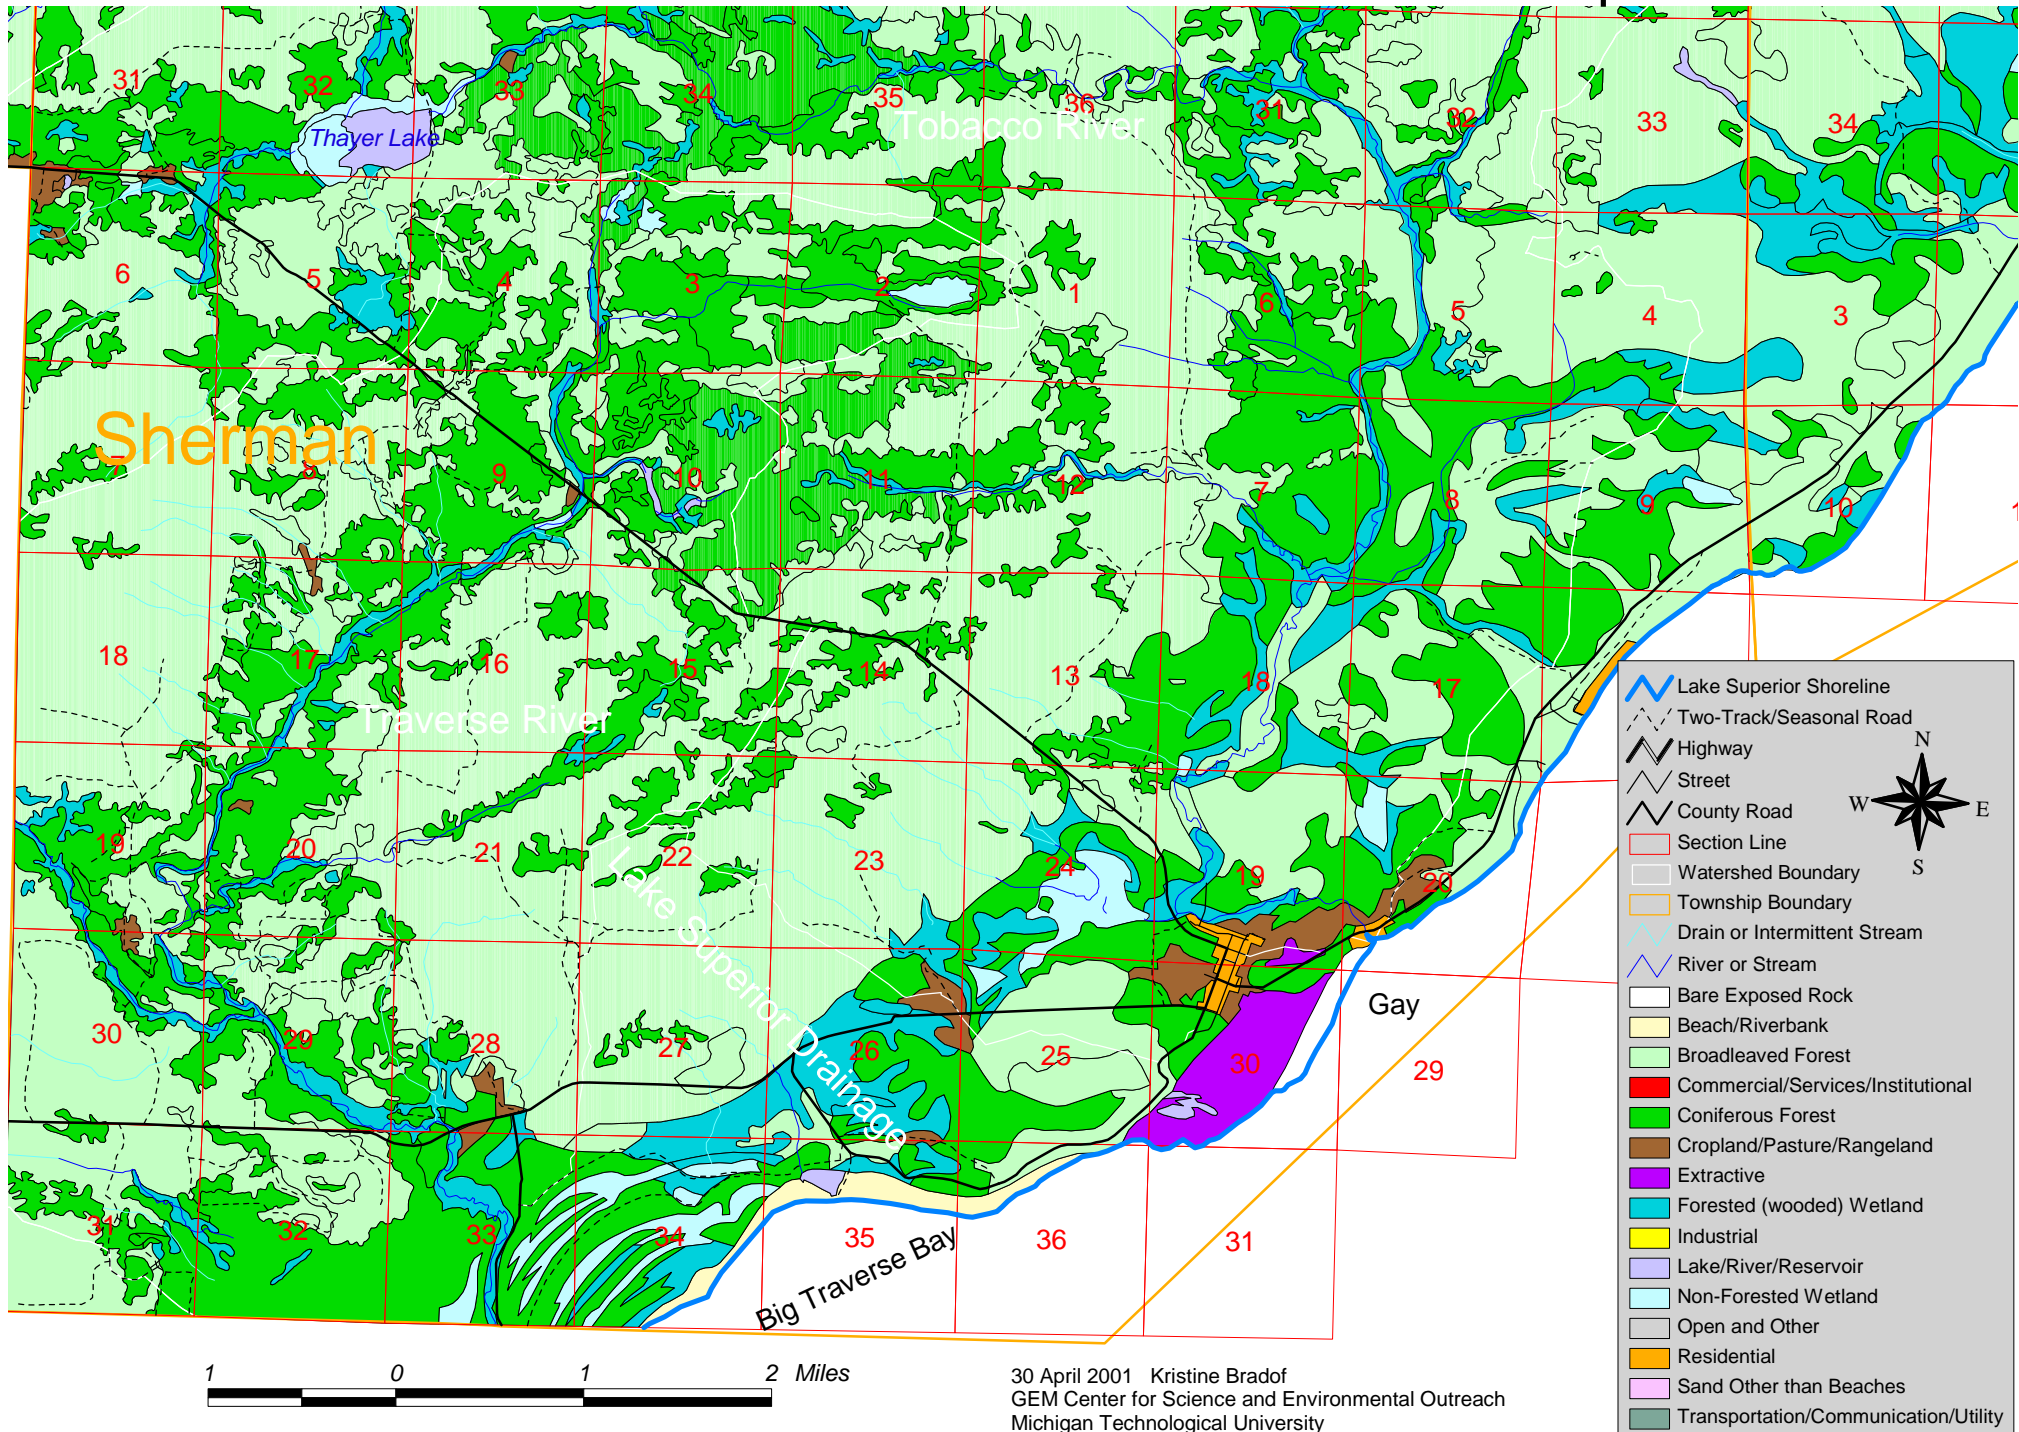 31 32 33 34 35 36 31 32 33 34
Thayer Lake
Tobacco River
6 5 4 3 2 1 6 5 4 3
Sherman
7 8 9 10 11 12 7 8 9 10
18 17 16 15 14 13 18 17
Traverse River
19 20 21 22 23 24 19 20
Lake Superior Drainage
30 29 28 27 26 25 30 29
Gay
31 32 33 34 35 36 31
Big Traverse Bay
Lake Superior Shoreline
Two-Track/Seasonal Road
Highway
Street
County Road
Section Line
Watershed Boundary
Township Boundary
Drain or Intermittent Stream
River or Stream
Bare Exposed Rock
Beach/Riverbank
Broadleaved Forest
Commercial/Services/Institutional
Coniferous Forest
Cropland/Pasture/Rangeland
Extractive
Forested (wooded) Wetland
Industrial
Lake/River/Reservoir
Non-Forested Wetland
Open and Other
Residential
Sand Other than Beaches
Transportation/Communication/Utility
N
W E
S
1 0 1 2 Miles
30 April 2001 Kristine Bradof
GEM Center for Science and Environmental Outreach
Michigan Technological University